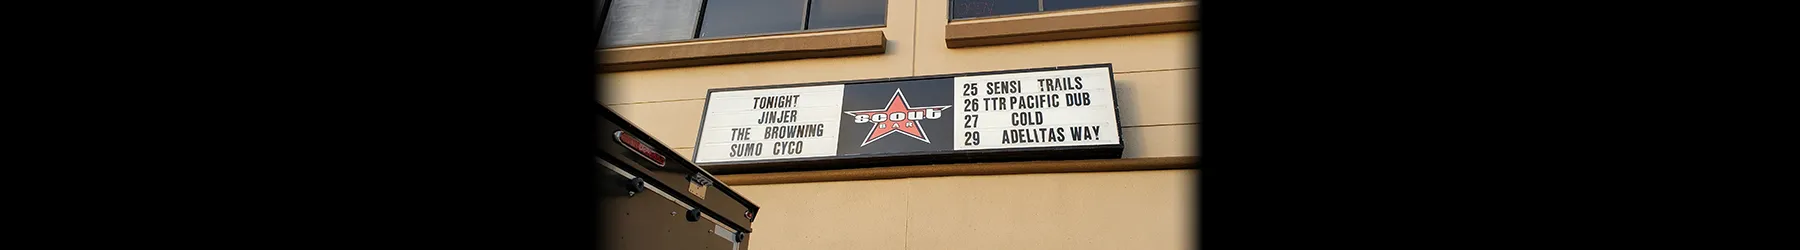 TONIGHT
JINJER
THE BROWNING
SUMO CYCO
scout
BAR
25 SENSI TRAILS
26 TTR PACIFIC DUB
27 COLD
29 ADELITAS WAY